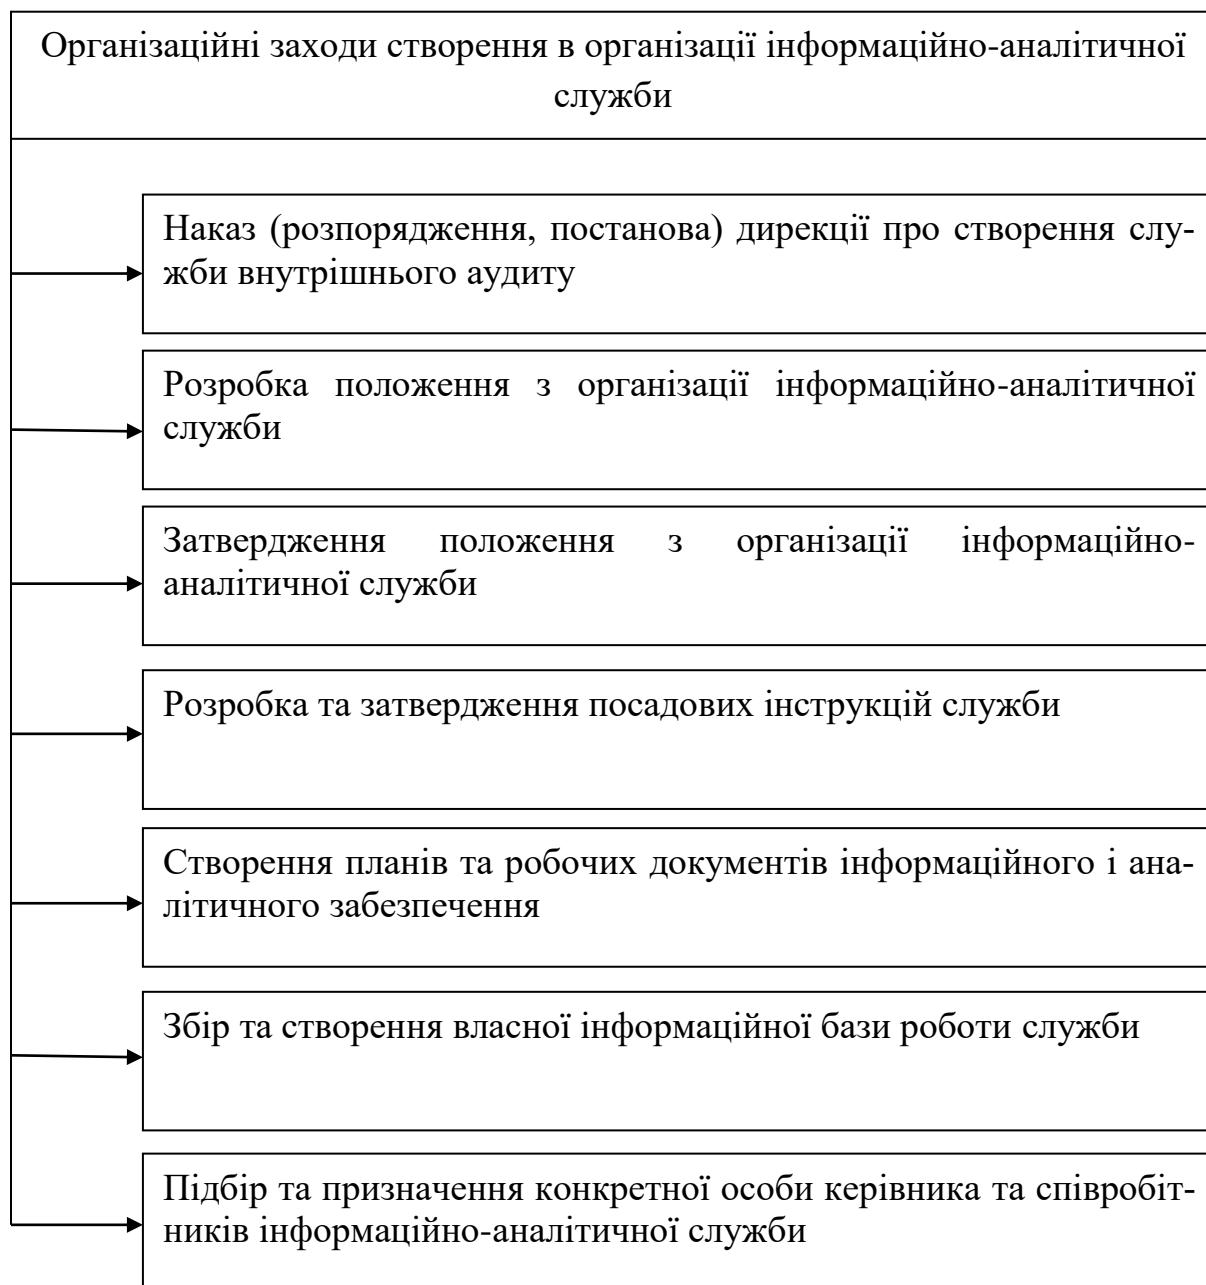 Організаційні заходи створення в організації інформаційно-аналітичної
служби
Наказ (розпорядження, постанова) дирекції про створення слу-
жби внутрішнього аудиту
Розробка положення з організації інформаційно-аналітичної
служби
Затвердження положення з організації інформаційно-
аналітичної служби
Розробка та затвердження посадових інструкцій служби
Створення планів та робочих документів інформаційного і ана-
літичного забезпечення
Збір та створення власної інформаційної бази роботи служби
Підбір та призначення конкретної особи керівника та співробіт-
ників інформаційно-аналітичної служби